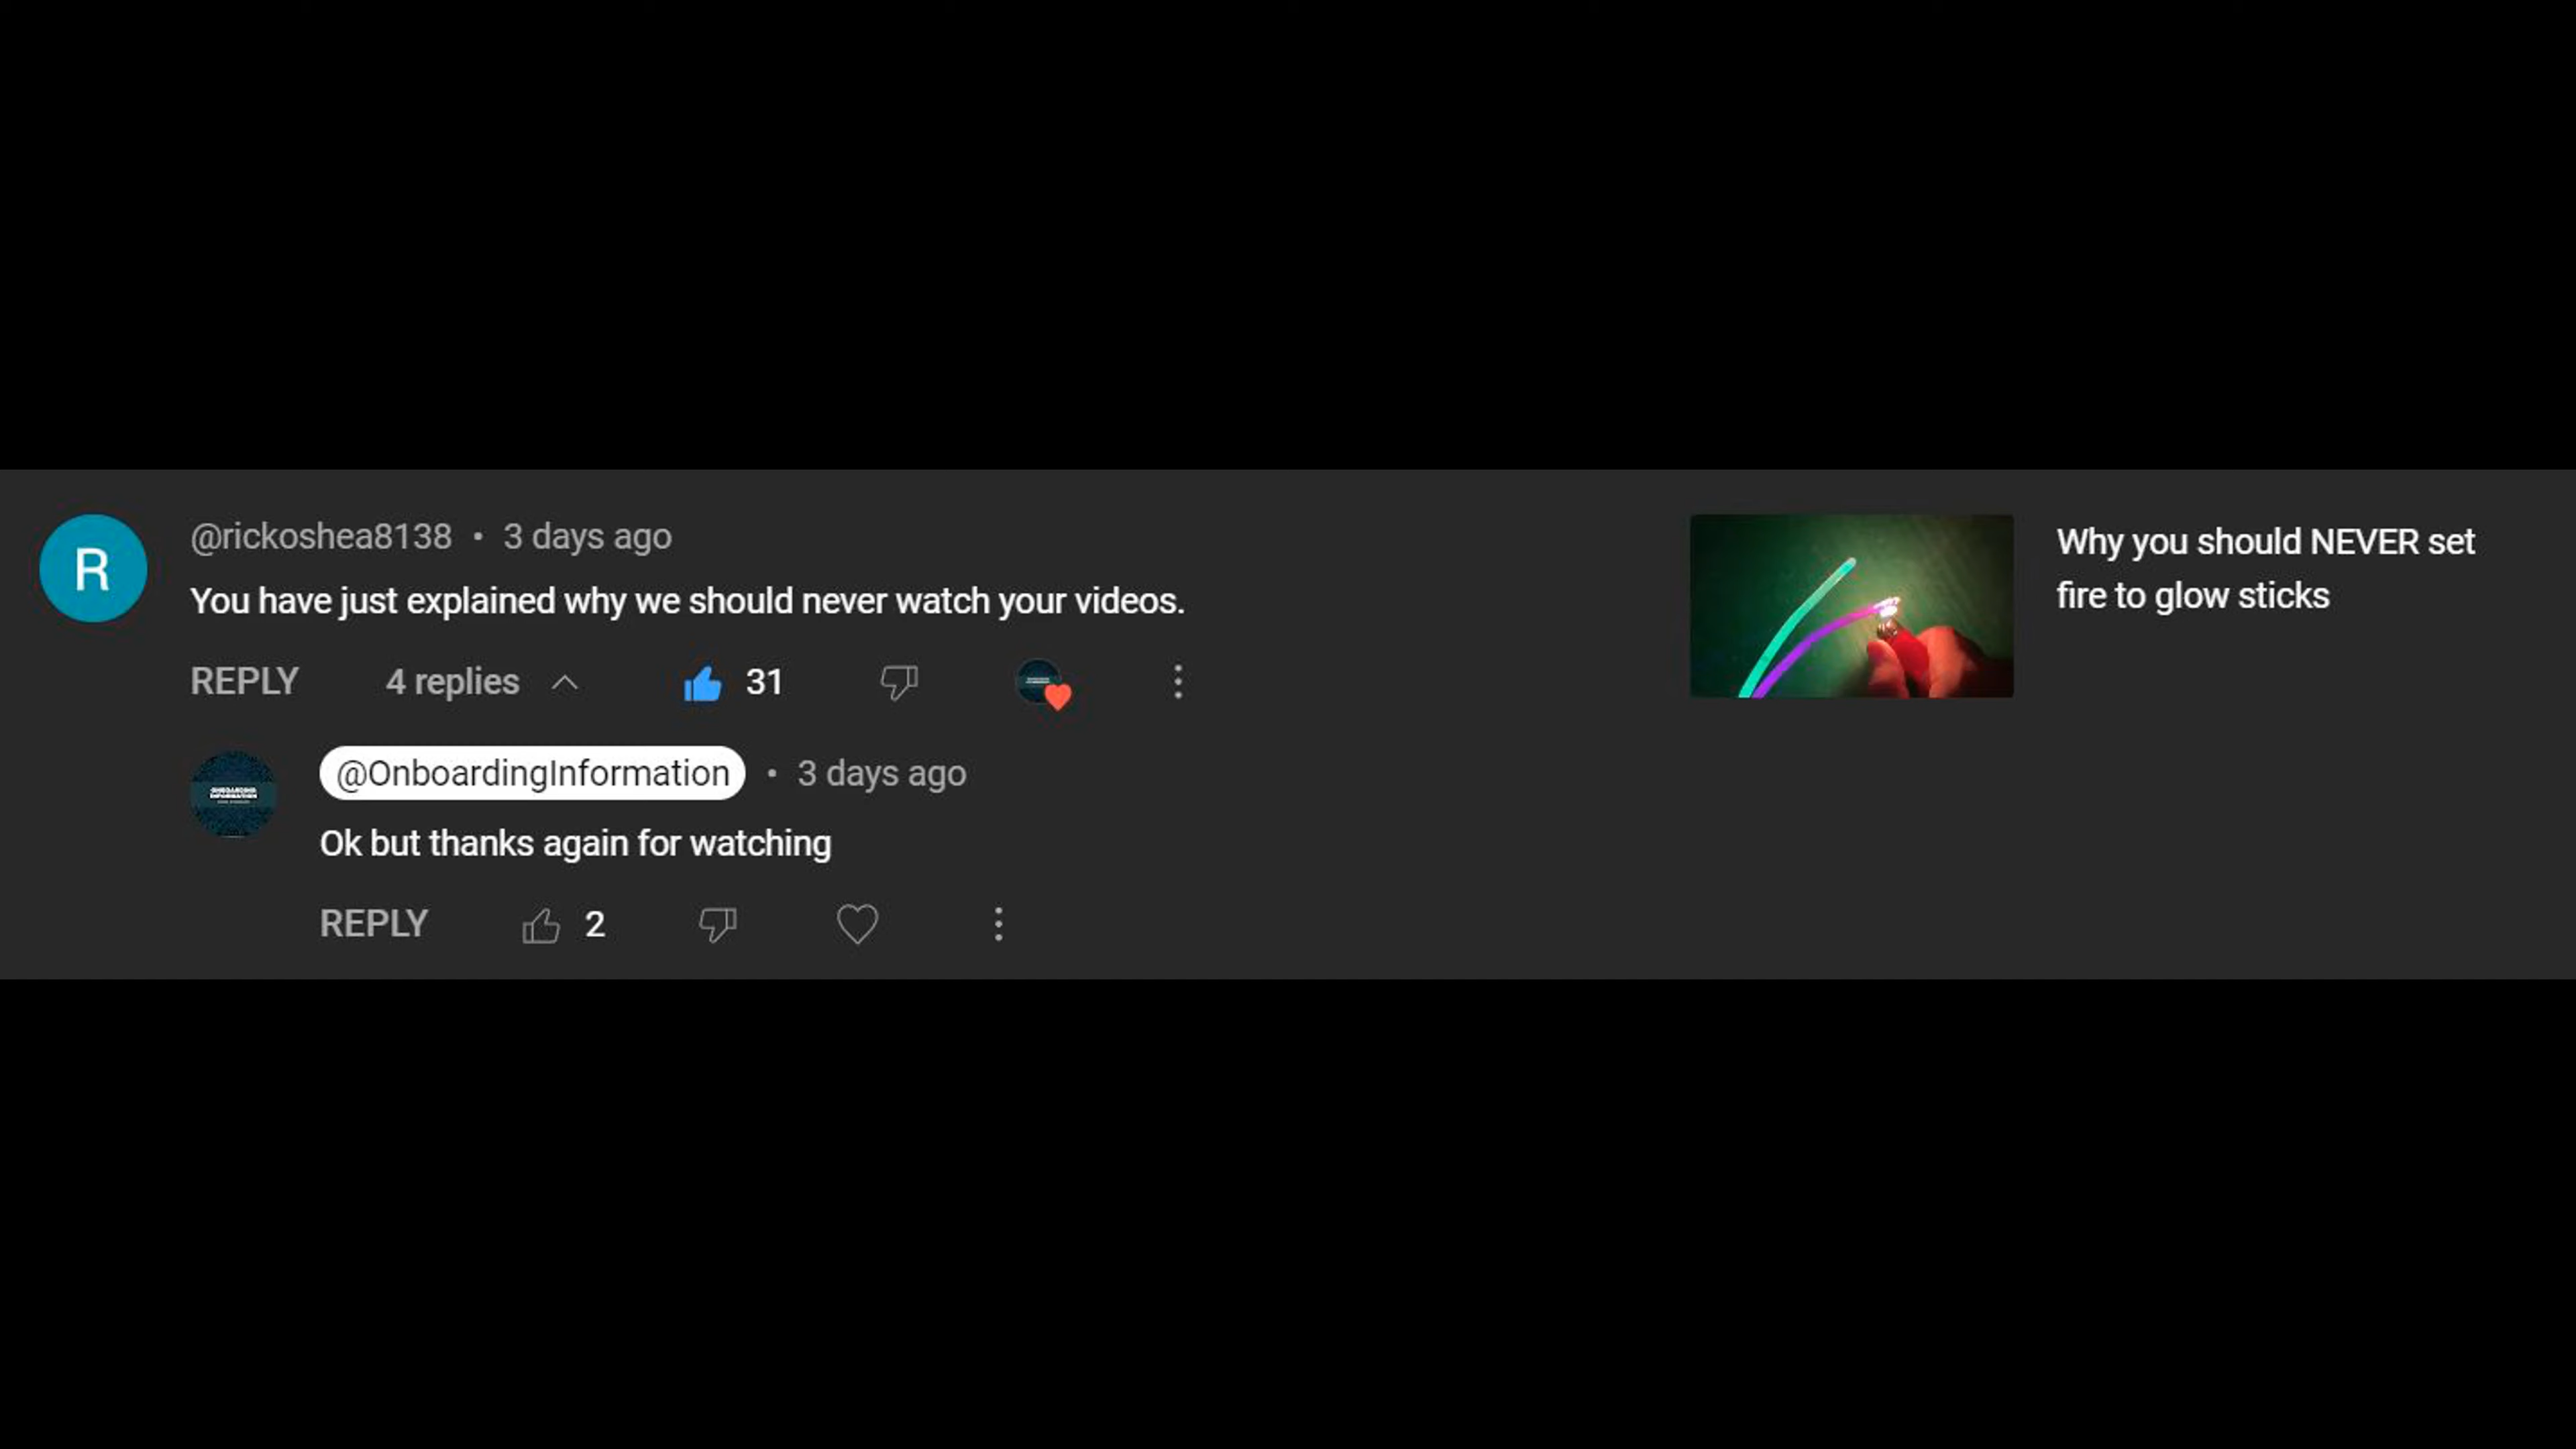 R
@rickoshea8138 • 3 days ago
You have just explained why we should never watch your videos.
REPLY 4 replies 31
@OnboardingInformation • 3 days ago
Ok but thanks again for watching
REPLY 2
Why you should NEVER set
fire to glow sticks
ONBOARDING
INFORMATION